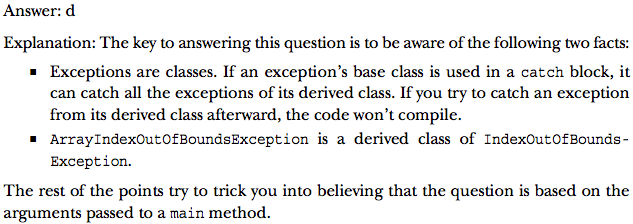 Answer: d
Explanation: The key to answering this question is to be aware of the following two facts:
▪ Exceptions are classes. If an exception’s base class is used in a catch block, it
can catch all the exceptions of its derived class. If you try to catch an exception
from its derived class afterward, the code won’t compile.
▪ ArrayIndexOutOfBoundsException is a derived class of IndexOutOfBounds-
Exception.
The rest of the points try to trick you into believing that the question is based on the
arguments passed to a main method.